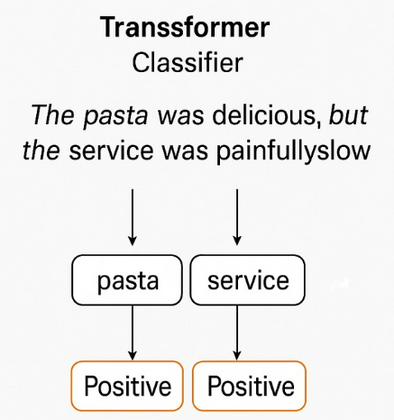 Transsformer
Classifier
The pasta was delicious, but
the service was painfullyslow
pasta service
Positive Positive